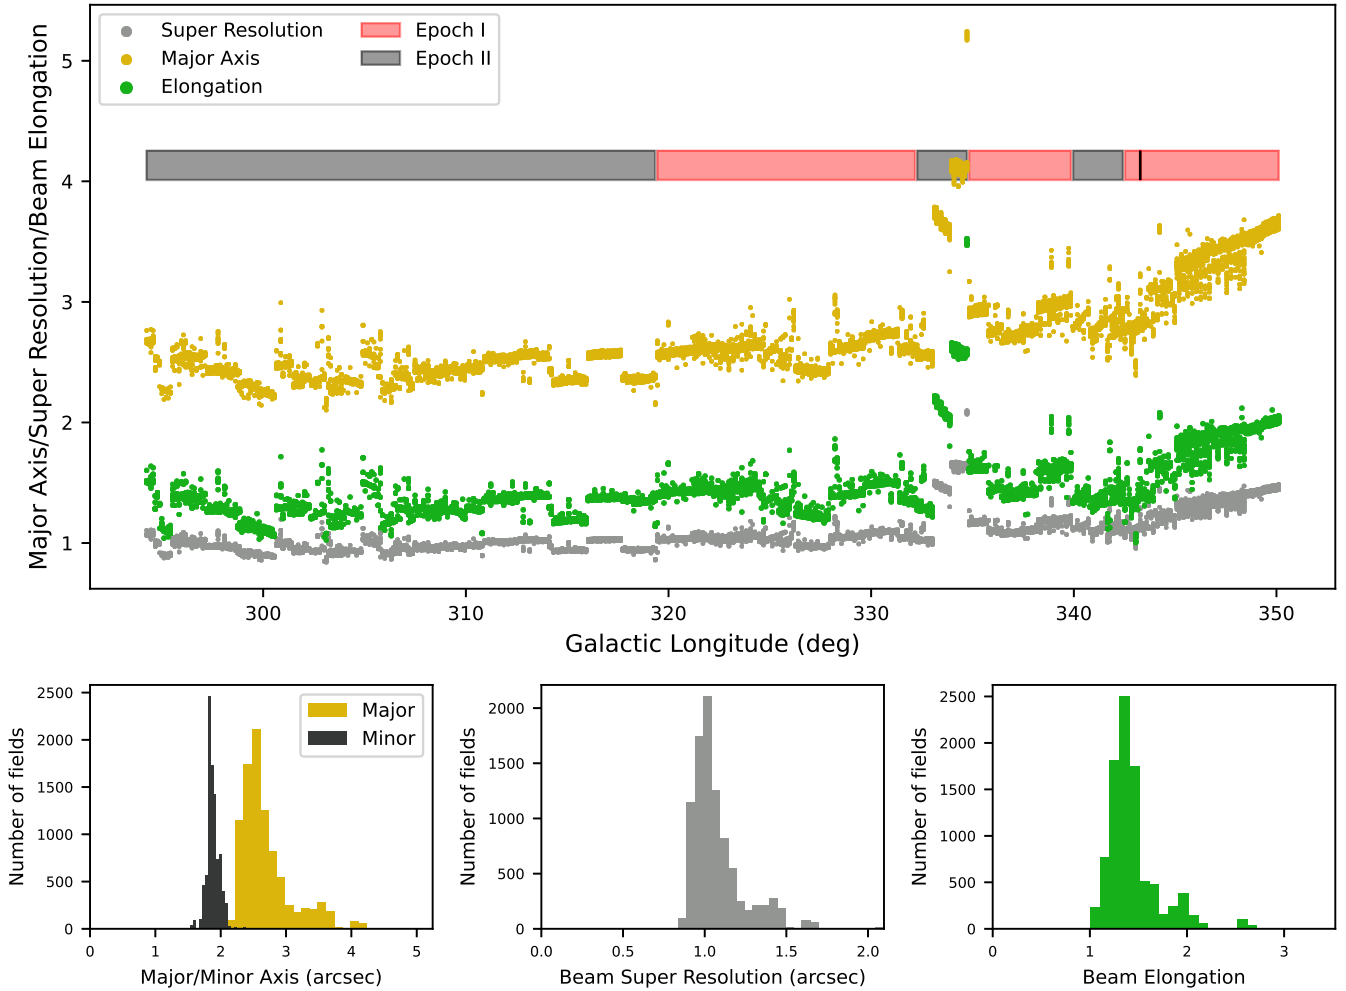 Major Axis/Super Resolution/Beam Elongation
Super Resolution
Major Axis
Elongation
Epoch I
Epoch II
5
4
3
2
1
300
310
320
330
340
350
Galactic Longitude (deg)
Number of fields
2500
2000
1500
1000
500
0
Major
Minor
0
1
2
3
4
5
Major/Minor Axis (arcsec)
Number of fields
2000
1500
1000
500
0
0.0
0.5
1.0
1.5
2.0
Beam Super Resolution (arcsec)
Number of fields
2500
2000
1500
1000
500
0
0
1
2
3
Beam Elongation